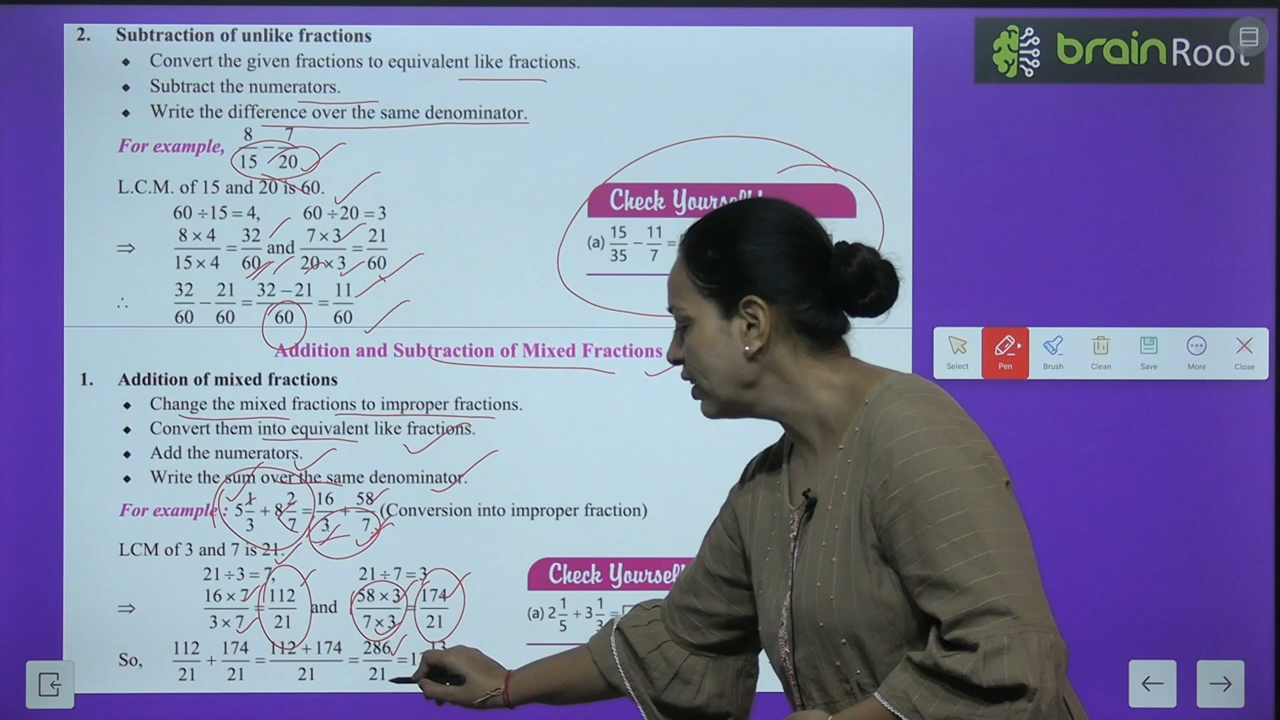 2. Subtraction of unlike fractions
♦ Convert the given fractions to equivalent like fractions.
♦ Subtract the numerators.
♦ Write the difference over the same denominator.
For example, 8/15 − 7/20
L.C.M. of 15 and 20 is 60.
60 ÷ 15 = 4, 60 ÷ 20 = 3
⇒ 8 × 4/15 × 4 = 32/60 and 7 × 3/20 × 3 = 21/60
∴ 32/60 − 21/60 = 32 − 21/60 = 11/60
Addition and Subtraction of Mixed Fractions
1. Addition of mixed fractions
♦ Change the mixed fractions to improper fractions.
♦ Convert them into equivalent like fractions.
♦ Add the numerators.
♦ Write the sum over the same denominator.
For example : 5 1/3 + 8 2/7 = 16/3 + 58/7 (Conversion into improper fraction)
LCM of 3 and 7 is 21.
21 ÷ 3 = 7, 21 ÷ 7 = 3
⇒ 16 × 7/3 × 7 = 112/21 and 58 × 3/7 × 3 = 174/21
So, 112/21 + 174/21 = 112 + 174/21 = 286/21 =
Check Yourself
(a) 15/35 − 11/7 =
Check Yourself
(a) 2 1/5 + 3 1/3 =
brainRoot
Select Pen Brush Clean Save More Close